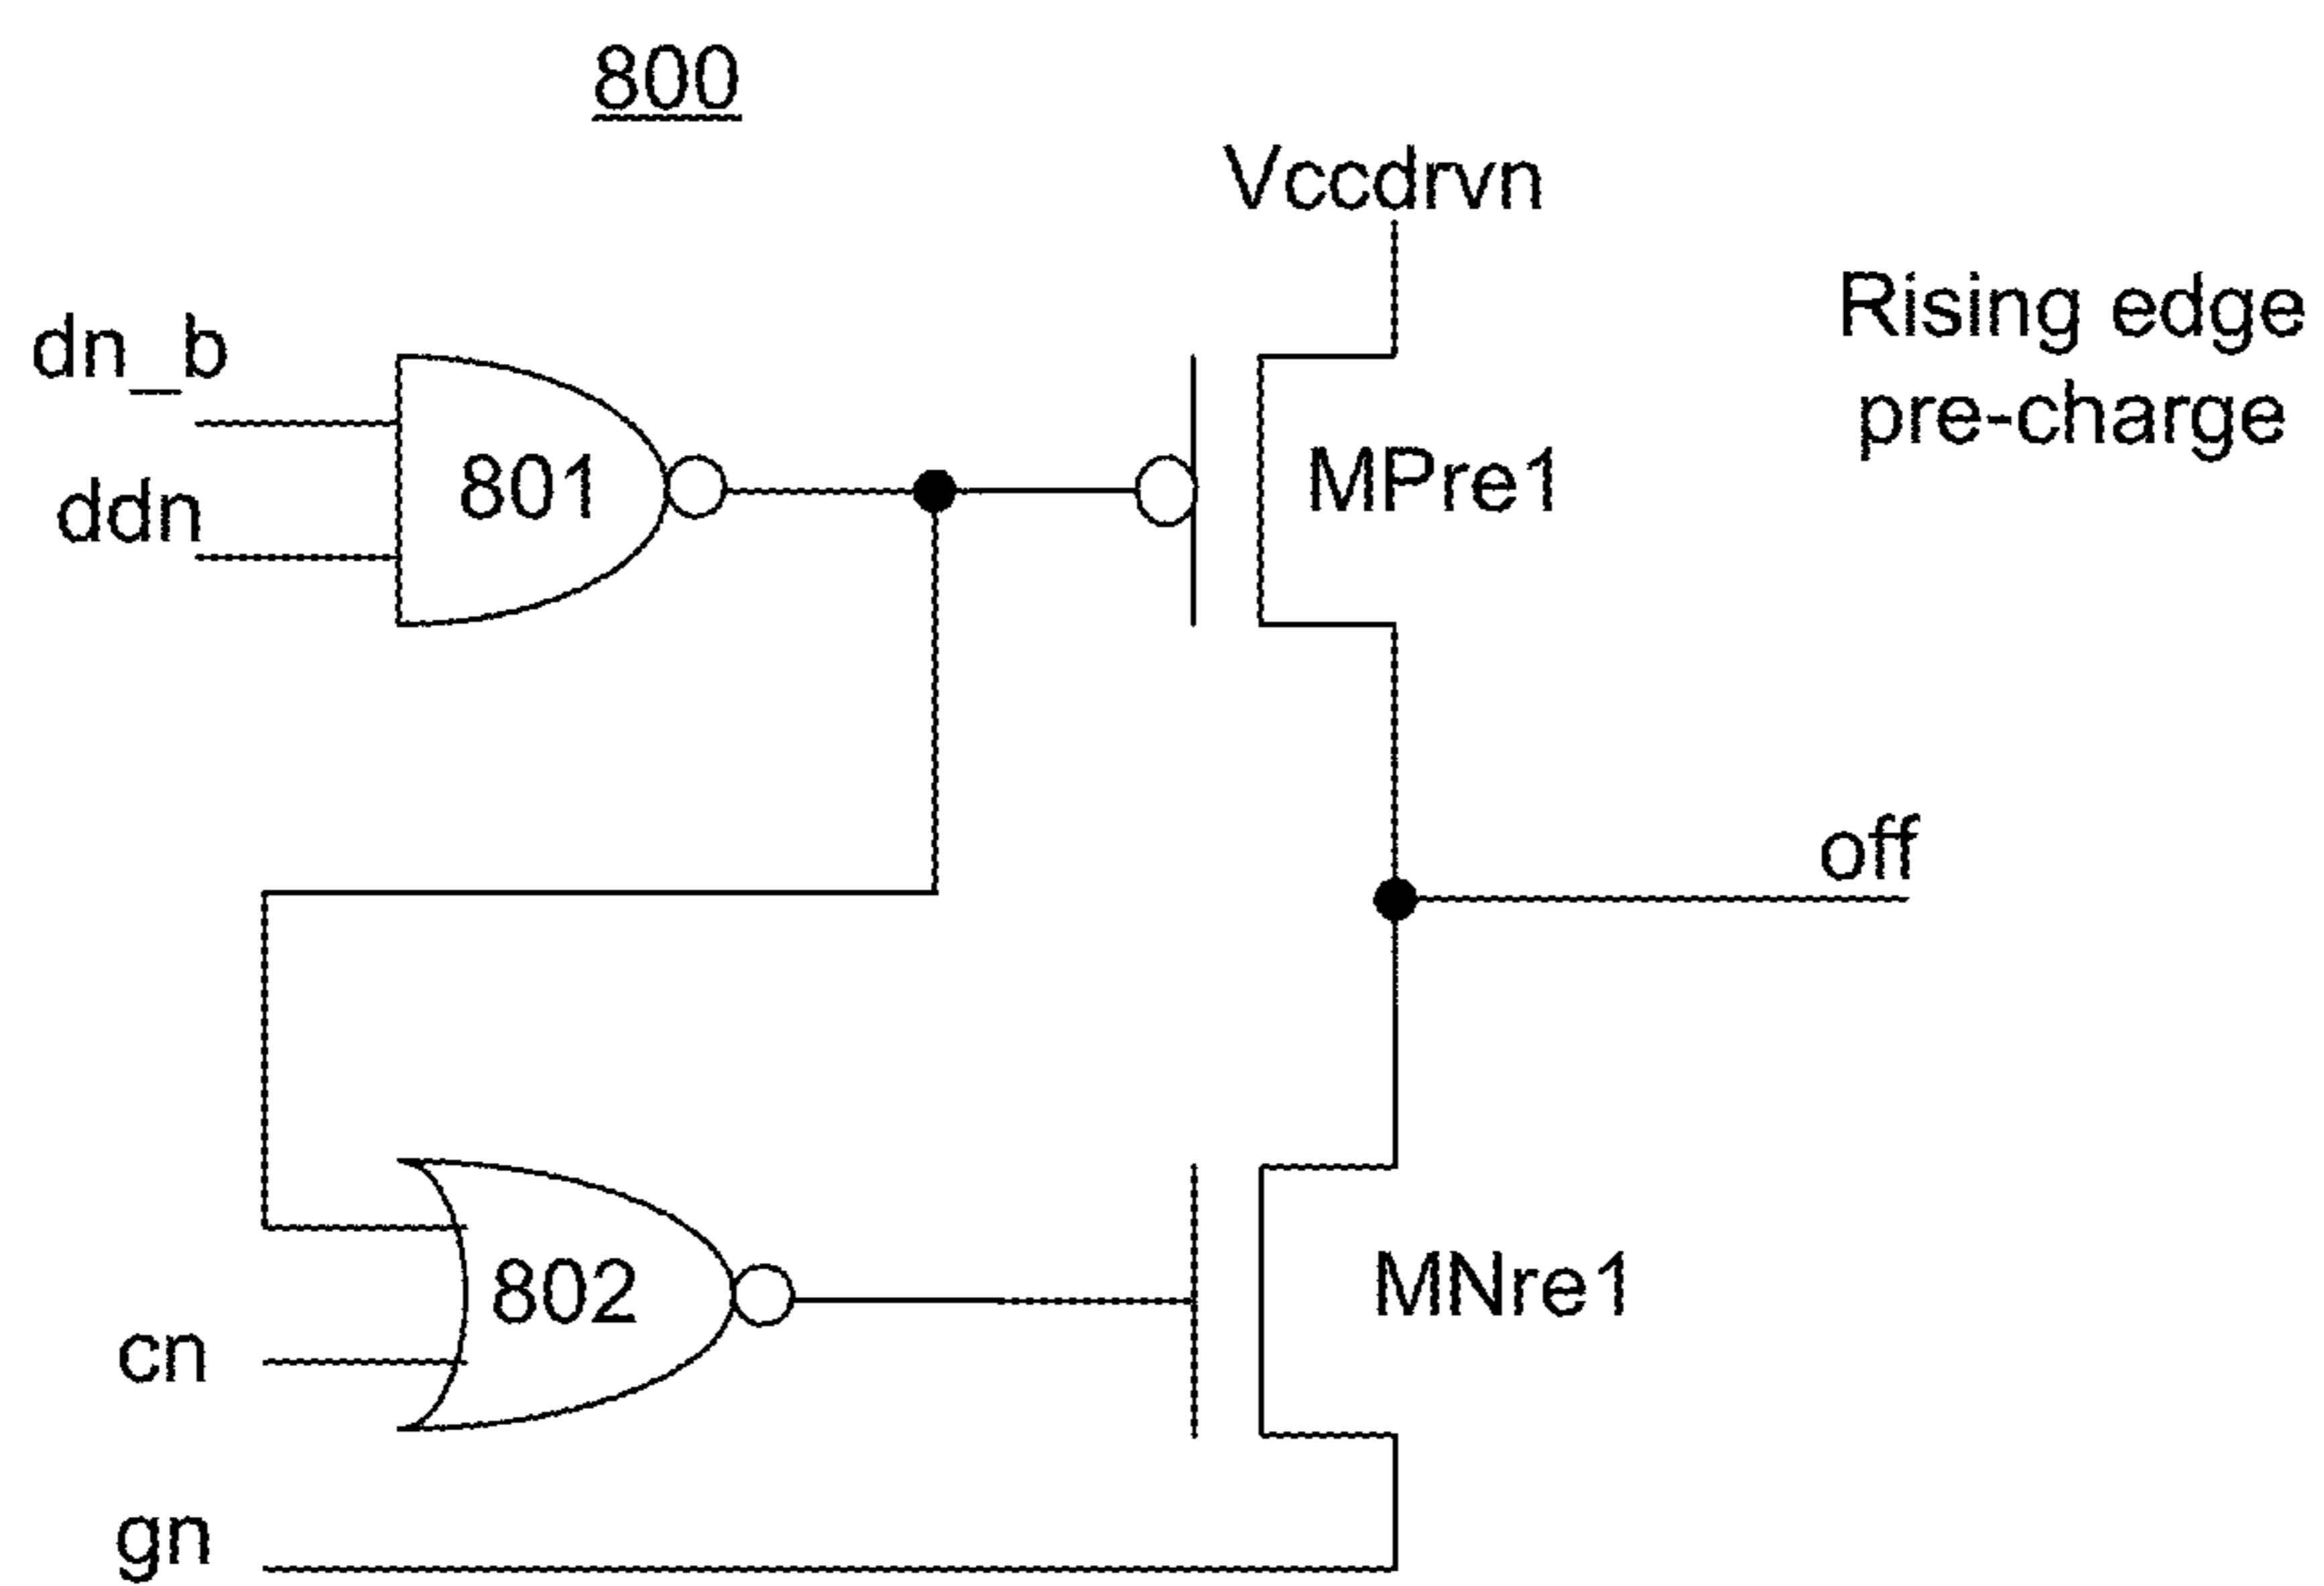 800
Vccdrvn
Rising edge
pre-charge
dn_b
801
ddn
MPre1
off
802
MNre1
cn
gn